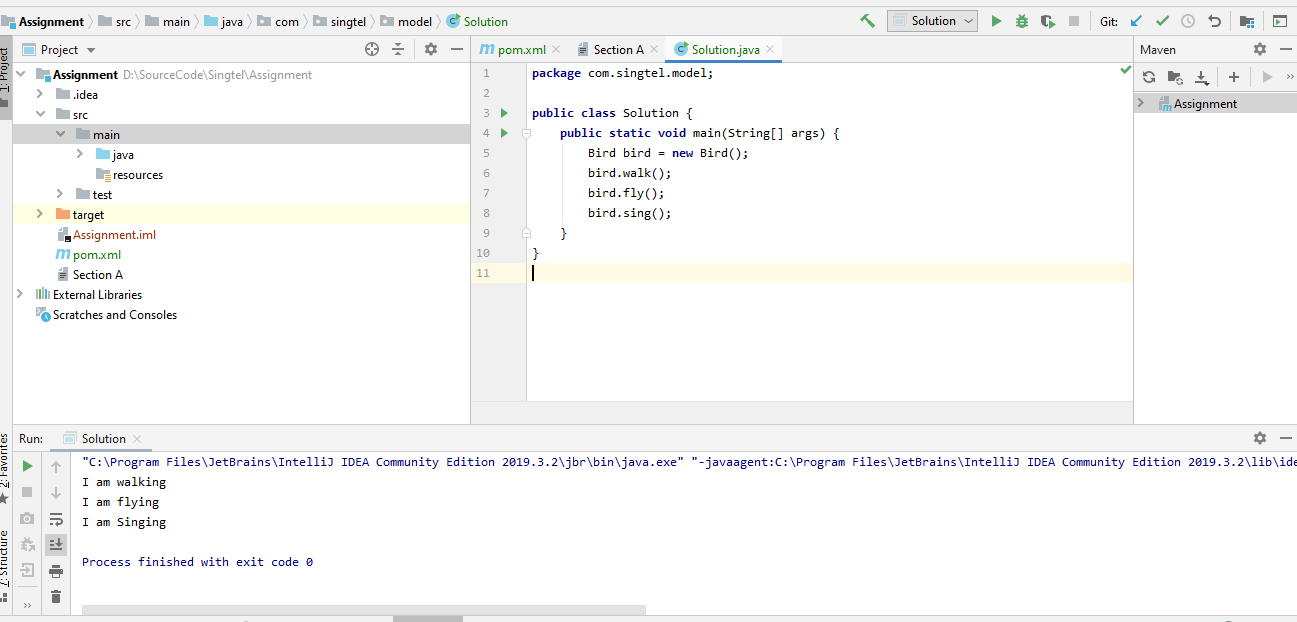 Assignment src main java com singtel model Solution
Solution Git:
1: Project
Project
Assignment D:\SourceCode\Singtel\Assignment
.idea
src
main
java
resources
test
target
Assignment.iml
pom.xml
Section A
External Libraries
Scratches and Consoles
pom.xml Section A Solution.java
1 package com.singtel.model;
2
3 public class Solution {
4 public static void main(String[] args) {
5 Bird bird = new Bird();
6 bird.walk();
7 bird.fly();
8 bird.sing();
9 }
10 }
11
Maven
Assignment
2: Favorites
7: Structure
Run: Solution
"C:\Program Files\JetBrains\IntelliJ IDEA Community Edition 2019.3.2\jbr\bin\java.exe" "-javaagent:C:\Program Files\JetBrains\IntelliJ IDEA Community Edition 2019.3.2\lib\ide
I am walking
I am flying
I am Singing
Process finished with exit code 0